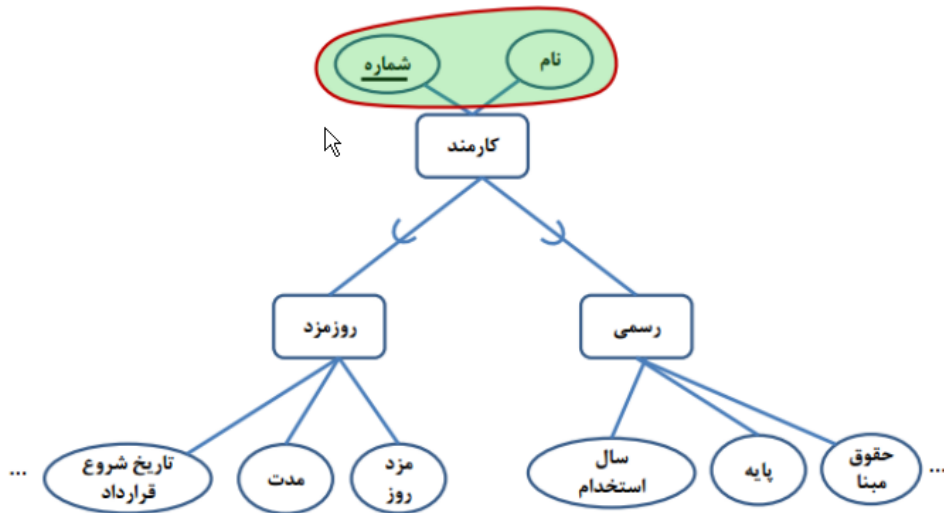 نام
شماره
کارمند
رسمی
روزمزد
حقوق
مبنا
...
پایه
سال
استخدام
مزد
روز
مدت
تاریخ شروع
قرارداد
...